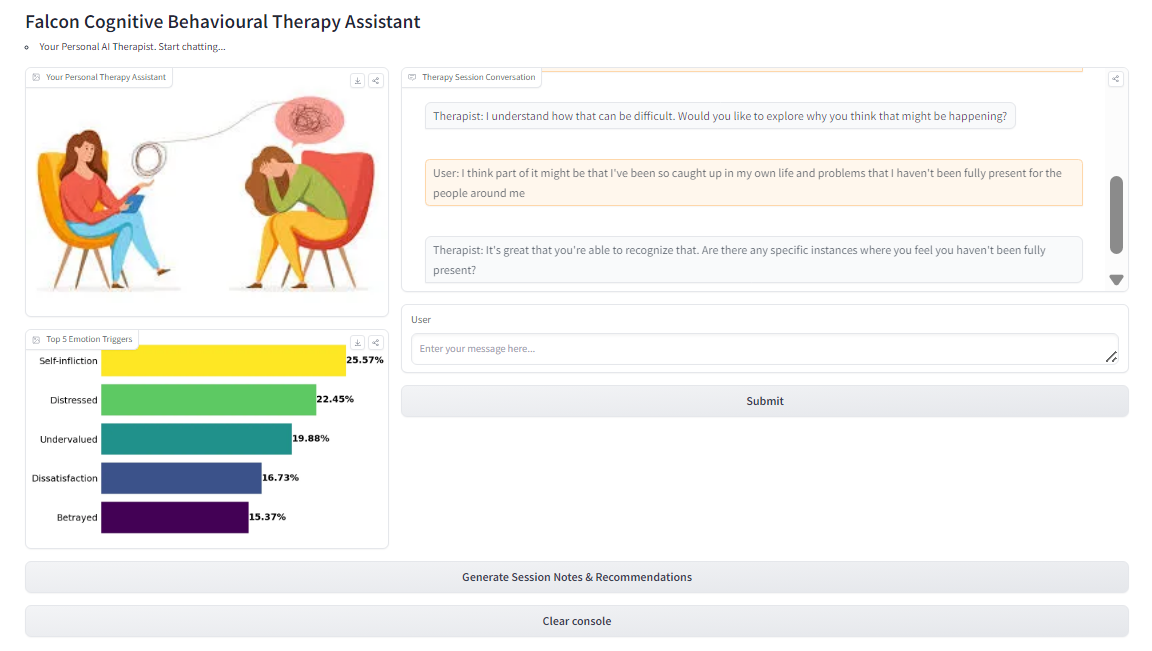 Falcon Cognitive Behavioural Therapy Assistant
Your Personal AI Therapist. Start chatting...
Your Personal Therapy Assistant
Therapy Session Conversation
Therapist: I understand how that can be difficult. Would you like to explore why you think that might be happening?
User: I think part of it might be that I've been so caught up in my own life and problems that I haven't been fully present for the
people around me
Therapist: It's great that you're able to recognize that. Are there any specific instances where you feel you haven't been fully
present?
User
Enter your message here...
Submit
Top 5 Emotion Triggers
Self-infliction 25.57%
Distressed 22.45%
Undervalued 19.88%
Dissatisfaction 16.73%
Betrayed 15.37%
Generate Session Notes & Recommendations
Clear console